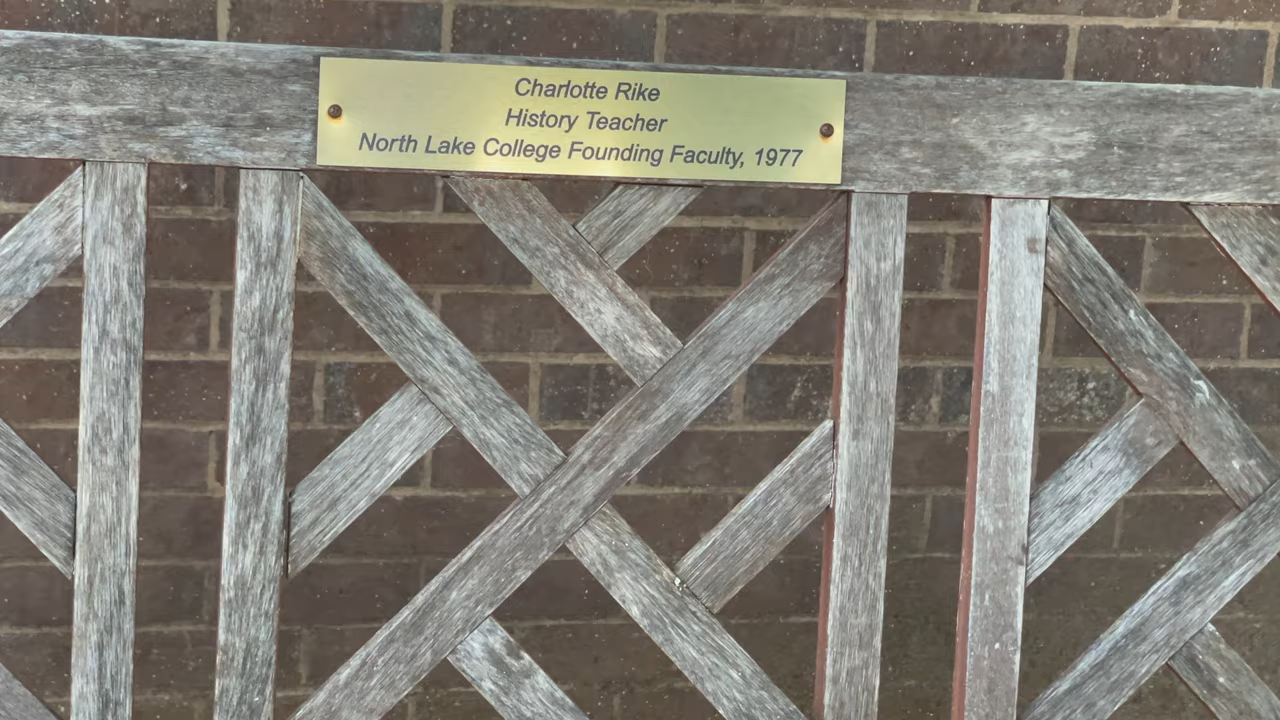 Charlotte Rike
History Teacher
North Lake College Founding Faculty, 1977